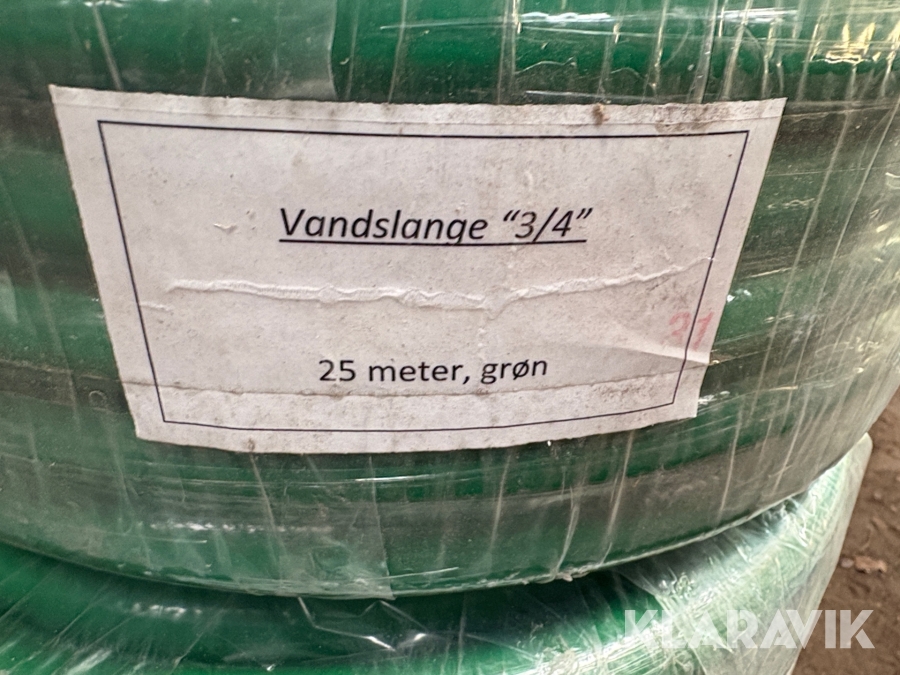 Vandslange “3/4”
21
25 meter, grøn
KLARAVIK